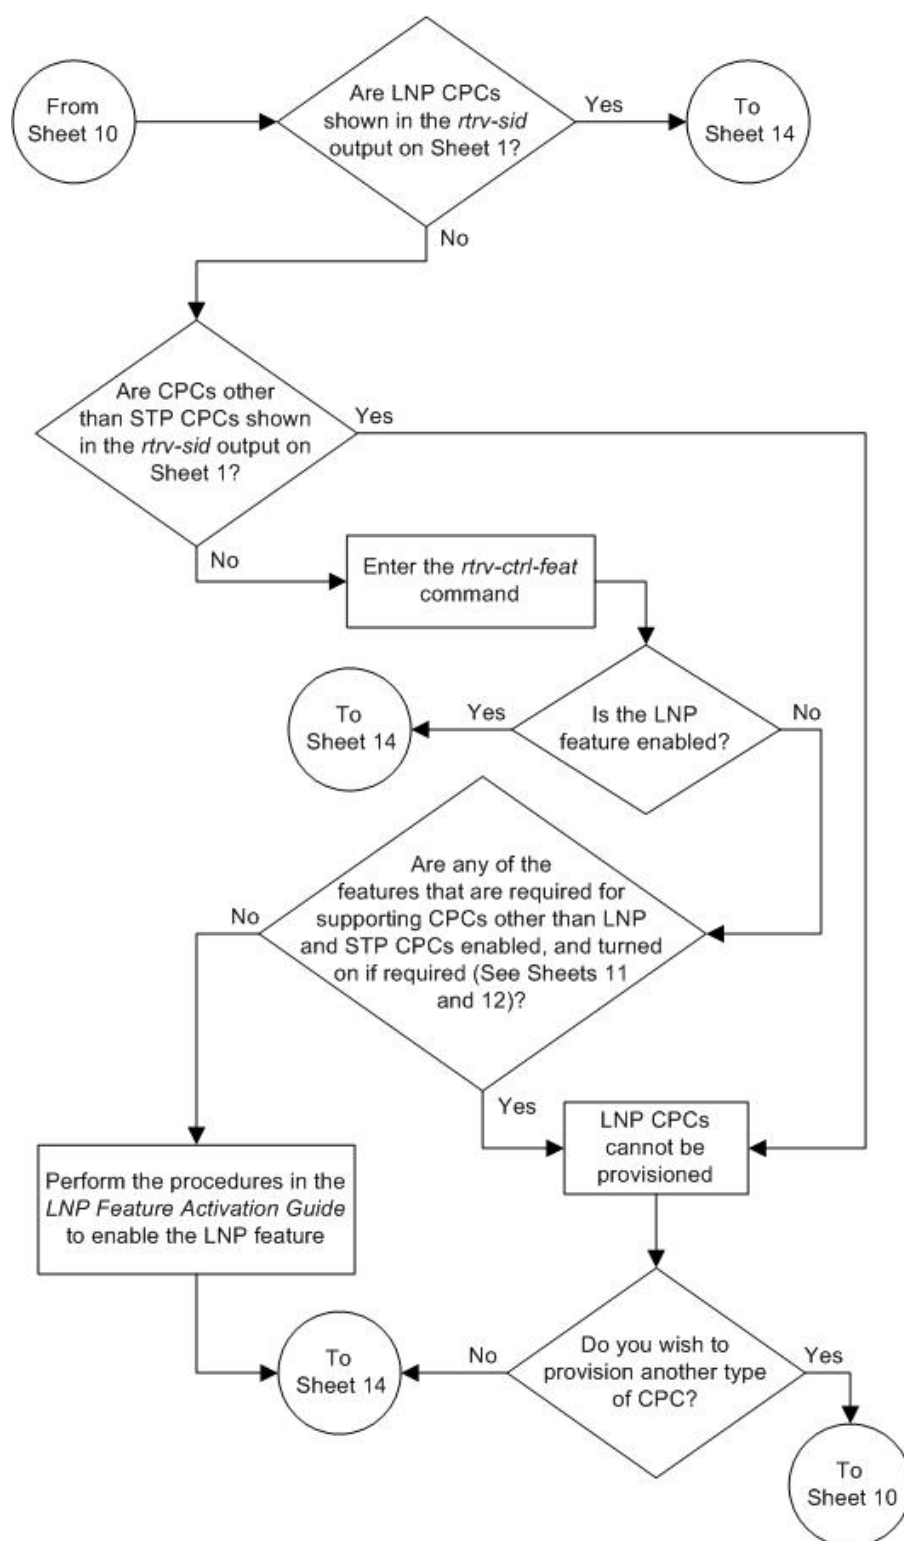 From
Sheet 10
Are LNP CPCs
shown in the rtrv-sid
output on Sheet 1?
Yes
To
Sheet 14
No
Are CPCs other
than STP CPCs shown
in the rtrv-sid output on
Sheet 1?
Yes
No
Enter the rtrv-ctrl-feat
command
To
Sheet 14
Yes
Is the LNP
feature enabled?
No
Are any of the
features that are required for
supporting CPCs other than LNP
and STP CPCs enabled, and turned
on if required (See Sheets 11
and 12)?
No
Yes
LNP CPCs
cannot be
provisioned
Perform the procedures in the
LNP Feature Activation Guide
to enable the LNP feature
To
Sheet 14
No
Do you wish to
provision another type
of CPC?
Yes
To
Sheet 10